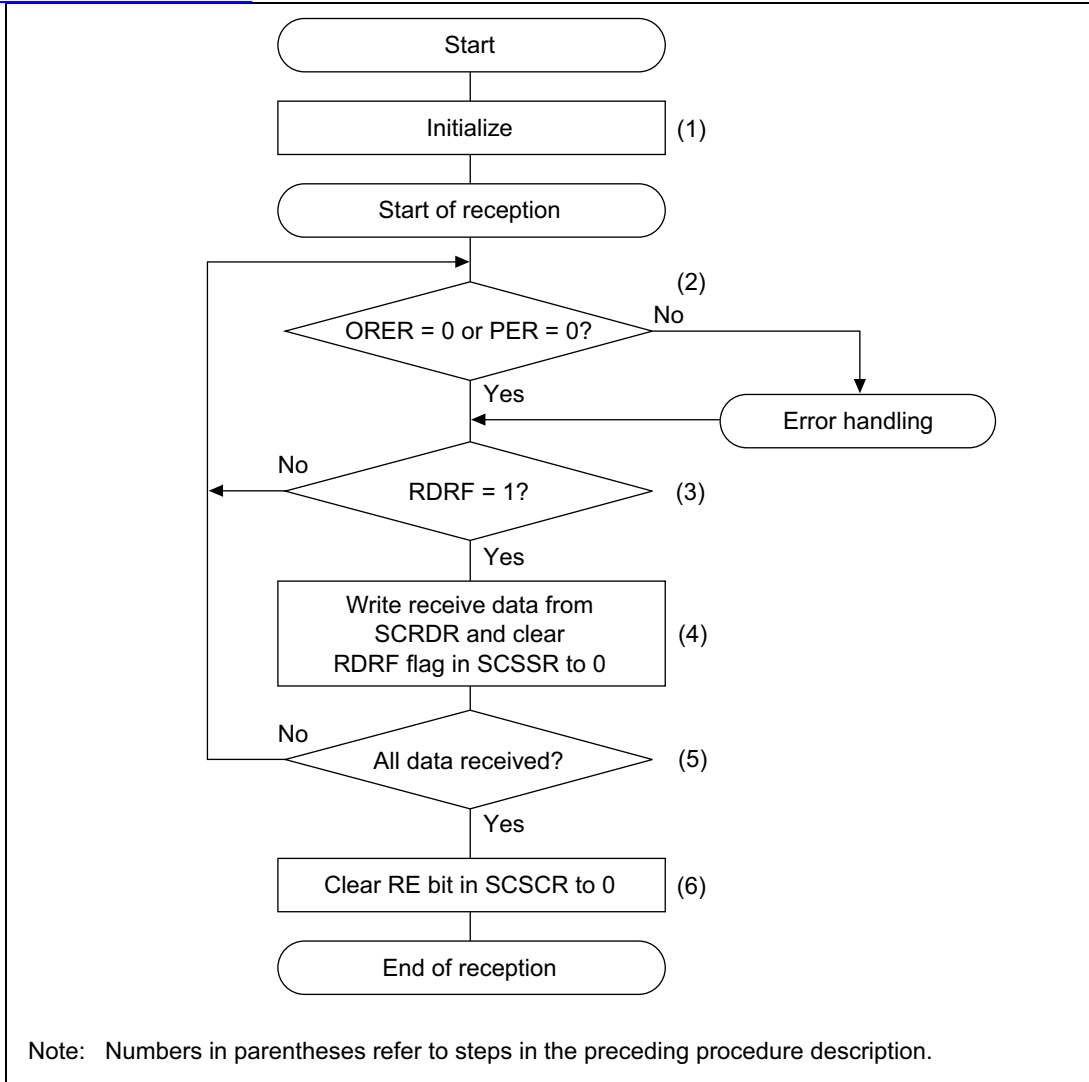 Start
Initialize
(1)
Start of reception
(2)
ORER = 0 or PER = 0?
No
Yes
Error handling
No
RDRF = 1?
(3)
Yes
Write receive data from
SCRDR and clear
RDRF flag in SCSSR to 0
(4)
No
All data received?
(5)
Yes
Clear RE bit in SCSCR to 0
(6)
End of reception
Note: Numbers in parentheses refer to steps in the preceding procedure description.